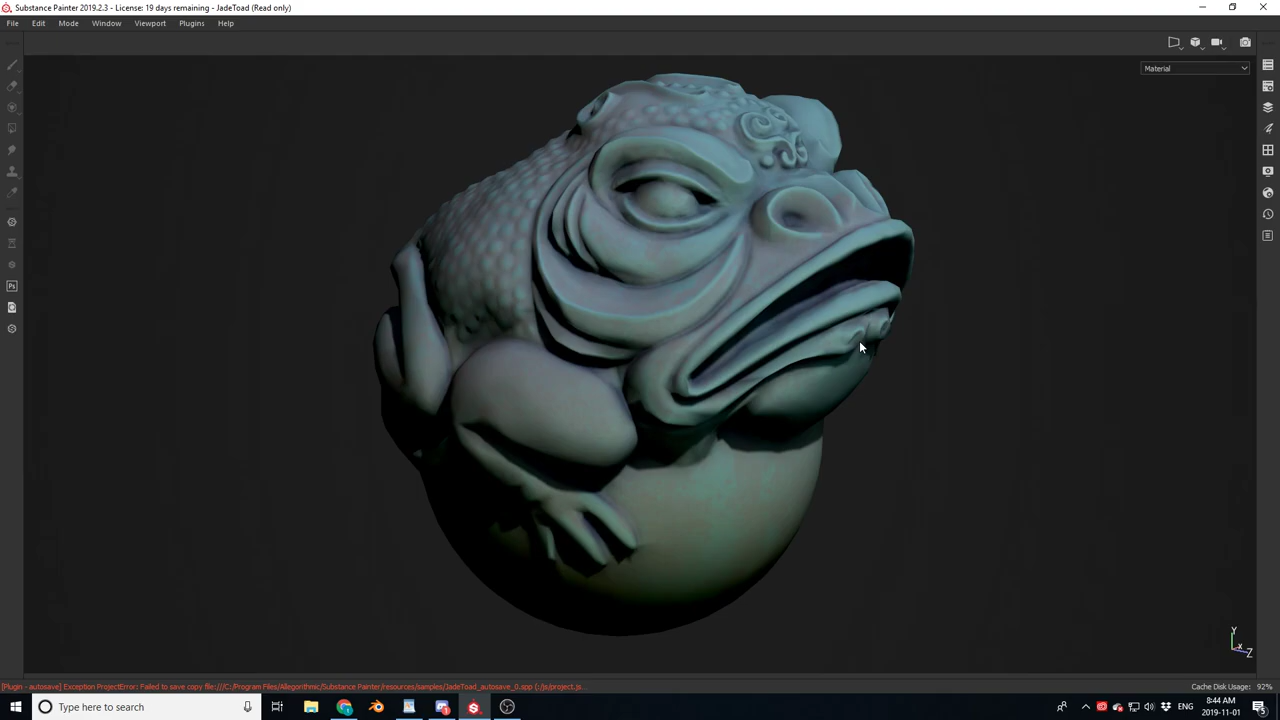 Substance Painter 2019.2.3 - License: 19 days remaining - JadeToad (Read only)
File Edit Mode Window Viewport Plugins Help
Material
Ps
Y
X
Z
[Plugin - autosave] Exception ProjectError: Failed to save copy file:///C:/Program Files/Allegorithmic/Substance Painter/resources/samples/JadeToad_autosave_0.spp (:/js/project.js...
Cache Disk Usage: 92%
Type here to search
ENG
8:44 AM
2019-11-01
5